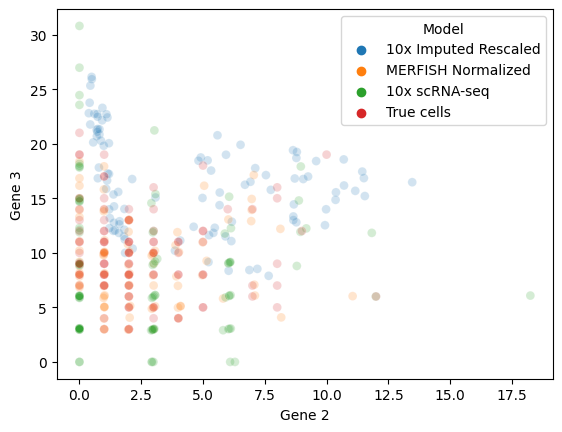 Model
10x Imputed Rescaled
MERFISH Normalized
10x scRNA-seq
True cells
30
25
20
15
10
5
0
Gene 3
0.0 2.5 5.0 7.5 10.0 12.5 15.0 17.5
Gene 2